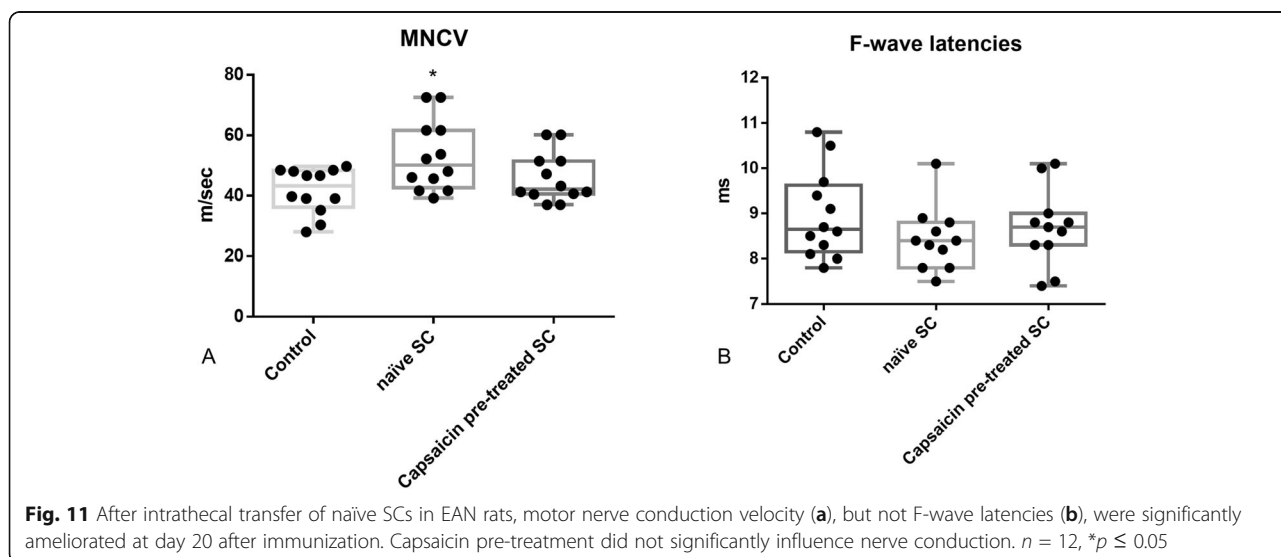 MNCV
*
80
60
40
20
0
m/sec
Control
naïve SC
Capsaicin pre-treated SC
A
F-wave latencies
12
11
10
9
8
7
ms
Control
naïve SC
Capsaicin pre-treated SC
B
Fig. 11 After intrathecal transfer of naïve SCs in EAN rats, motor nerve conduction velocity (a), but not F-wave latencies (b), were significantly
ameliorated at day 20 after immunization. Capsaicin pre-treatment did not significantly influence nerve conduction. n = 12, *p ≤ 0.05